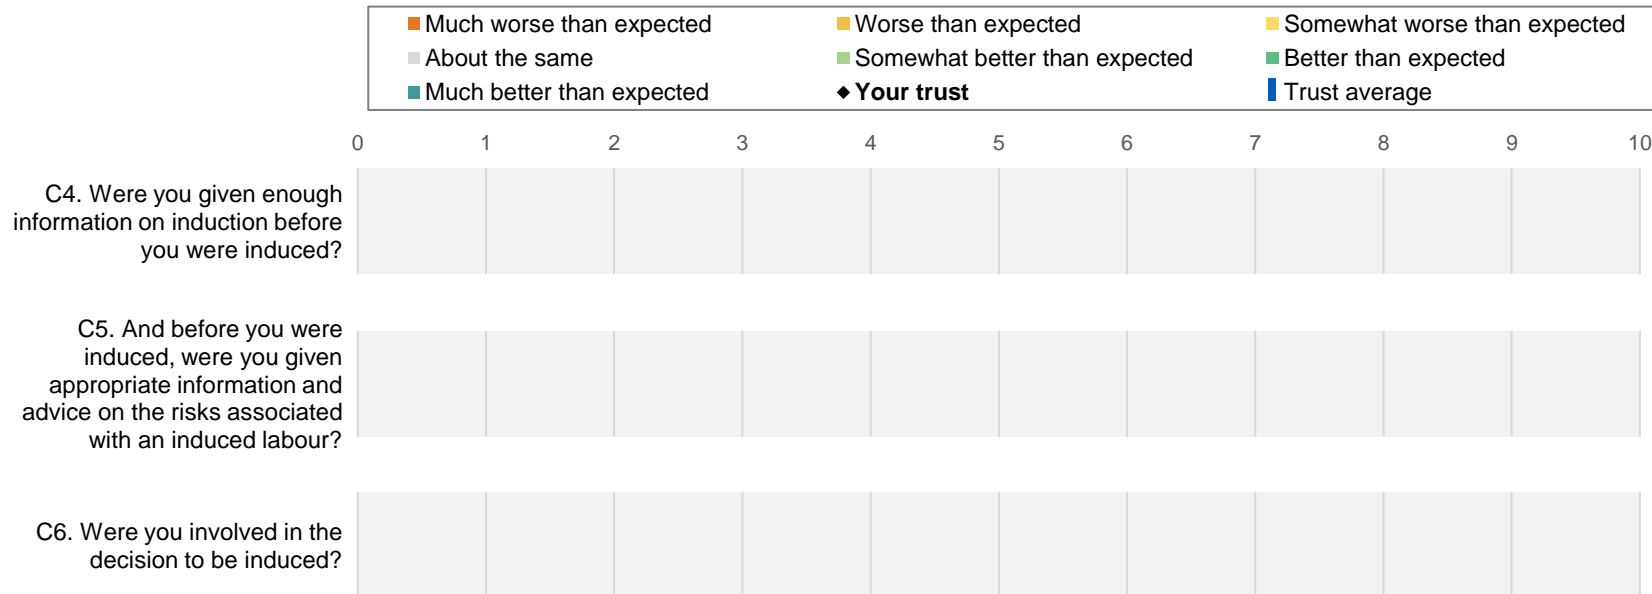 Much worse than expected Worse than expected Somewhat worse than expected
About the same Somewhat better than expected Better than expected
Much better than expected Your trust Trust average
0 1 2 3 4 5 6 7 8 9 10
C4. Were you given enough
information on induction before
you were induced?
C5. And before you were
induced, were you given
appropriate information and
advice on the risks associated
with an induced labour?
C6. Were you involved in the
decision to be induced?